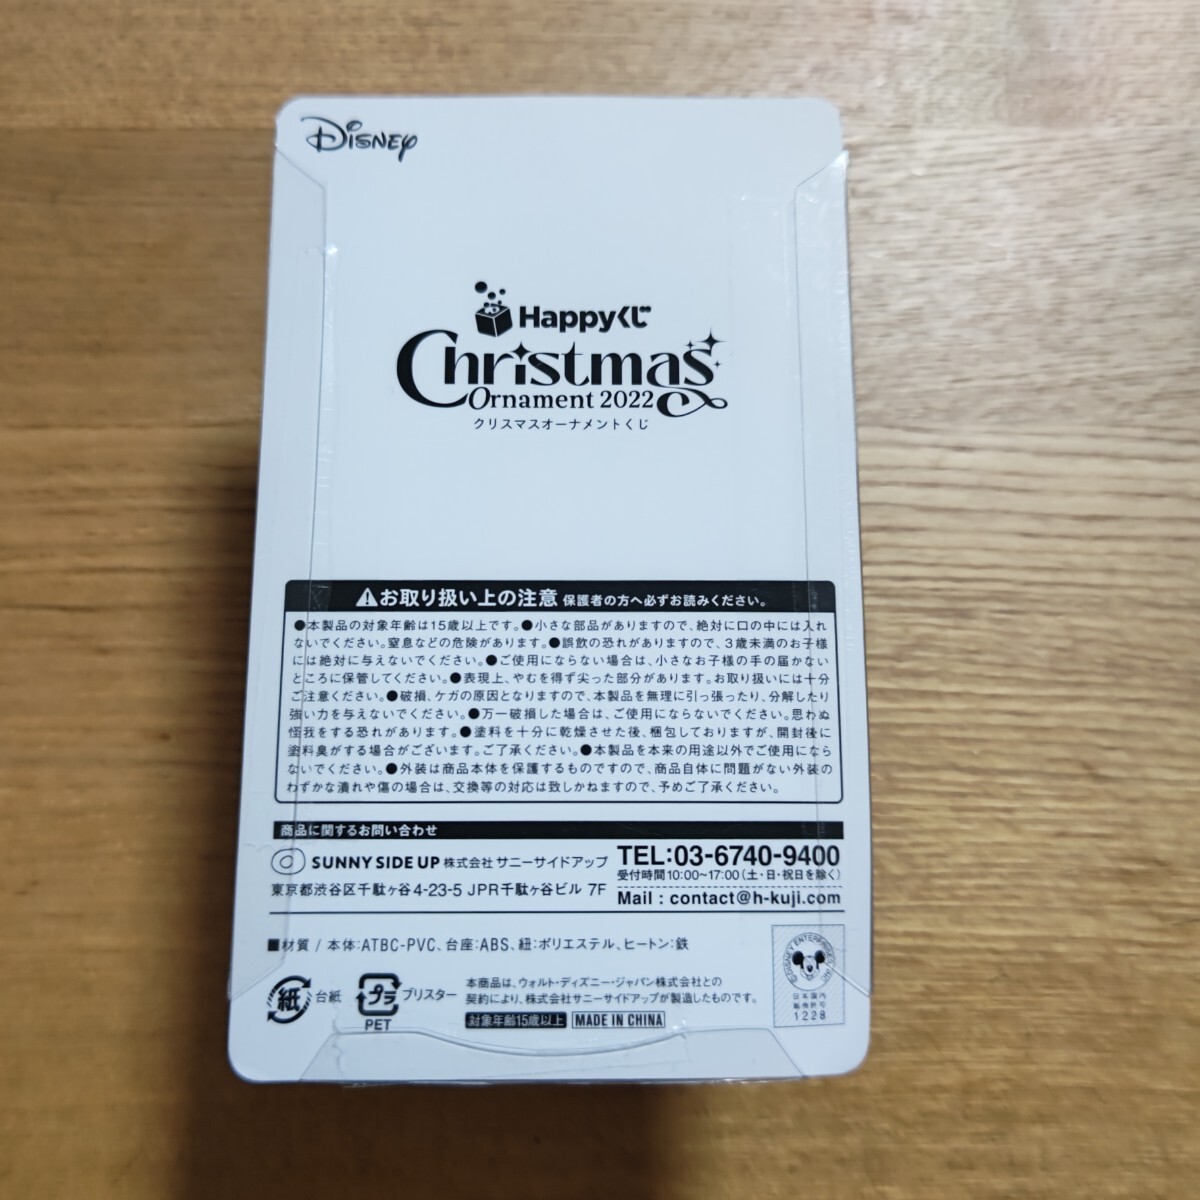 Disney
Happyくじ
Christmas
Ornament 2022
クリスマスオーナメントくじ
お取り扱い上の注意 保護者の方へ必ずお読みください。
●本製品の対象年齢は15歳以上です。●小さな部品がありますので、絶対に口の中には入れ
ないでください。窒息などの危険があります。●誤飲の恐れがありますので、3歳未満のお子様
には絶対に与えないでください。●ご使用にならない場合は、小さなお子様の手の届かない
ところに保管してください。●表現上、やむを得ず尖った部分があります。お取り扱いには十分
ご注意ください。●破損、ケガの原因となりますので、本製品を無理に引っ張ったり、分解したり
強い力を与えないでください。●万一破損した場合は、ご使用にならないでください。思わぬ
怪我をする恐れがあります。●塗料を十分に乾燥させた後、梱包しておりますが、開封後に
塗料臭がする場合がございます。ご了承ください。●本製品を本来の用途以外でご使用になら
ないでください。●外装は商品本体を保護するものですので、商品自体に問題がない外装の
わずかな潰れや傷の場合は、交換等の対応は致しかねますので、予めご了承ください。
商品に関するお問い合わせ
SUNNY SIDE UP 株式会社 サニーサイドアップ
東京都渋谷区千駄ヶ谷4-23-5 JPR千駄ヶ谷ビル 7F
TEL:03-6740-9400
受付時間10:00~17:00(土・日・祝日を除く)
Mail : contact@h-kuji.com
■材質 / 本体:ATBC-PVC、台座:ABS、紐:ポリエステル、ヒートン:鉄
紙 台紙
プラ ブリスター
PET
本商品は、ウォルト・ディズニー・ジャパン株式会社との
契約により、株式会社サニーサイドアップが製造したものです。
対象年齢15歳以上 MADE IN CHINA
©DISNEY ENTERPRISES, INC.
日本国内
販売許可
1228